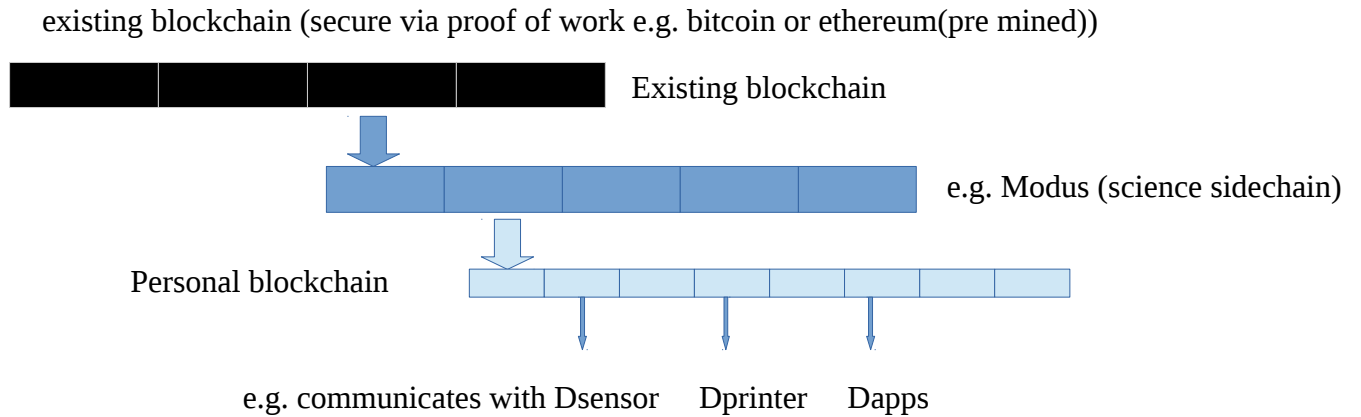 existing blockchain (secure via proof of work e.g. bitcoin or ethereum(pre mined))
Existing blockchain
e.g. Modus (science sidechain)
Personal blockchain
e.g. communicates with Dsensor Dprinter Dapps